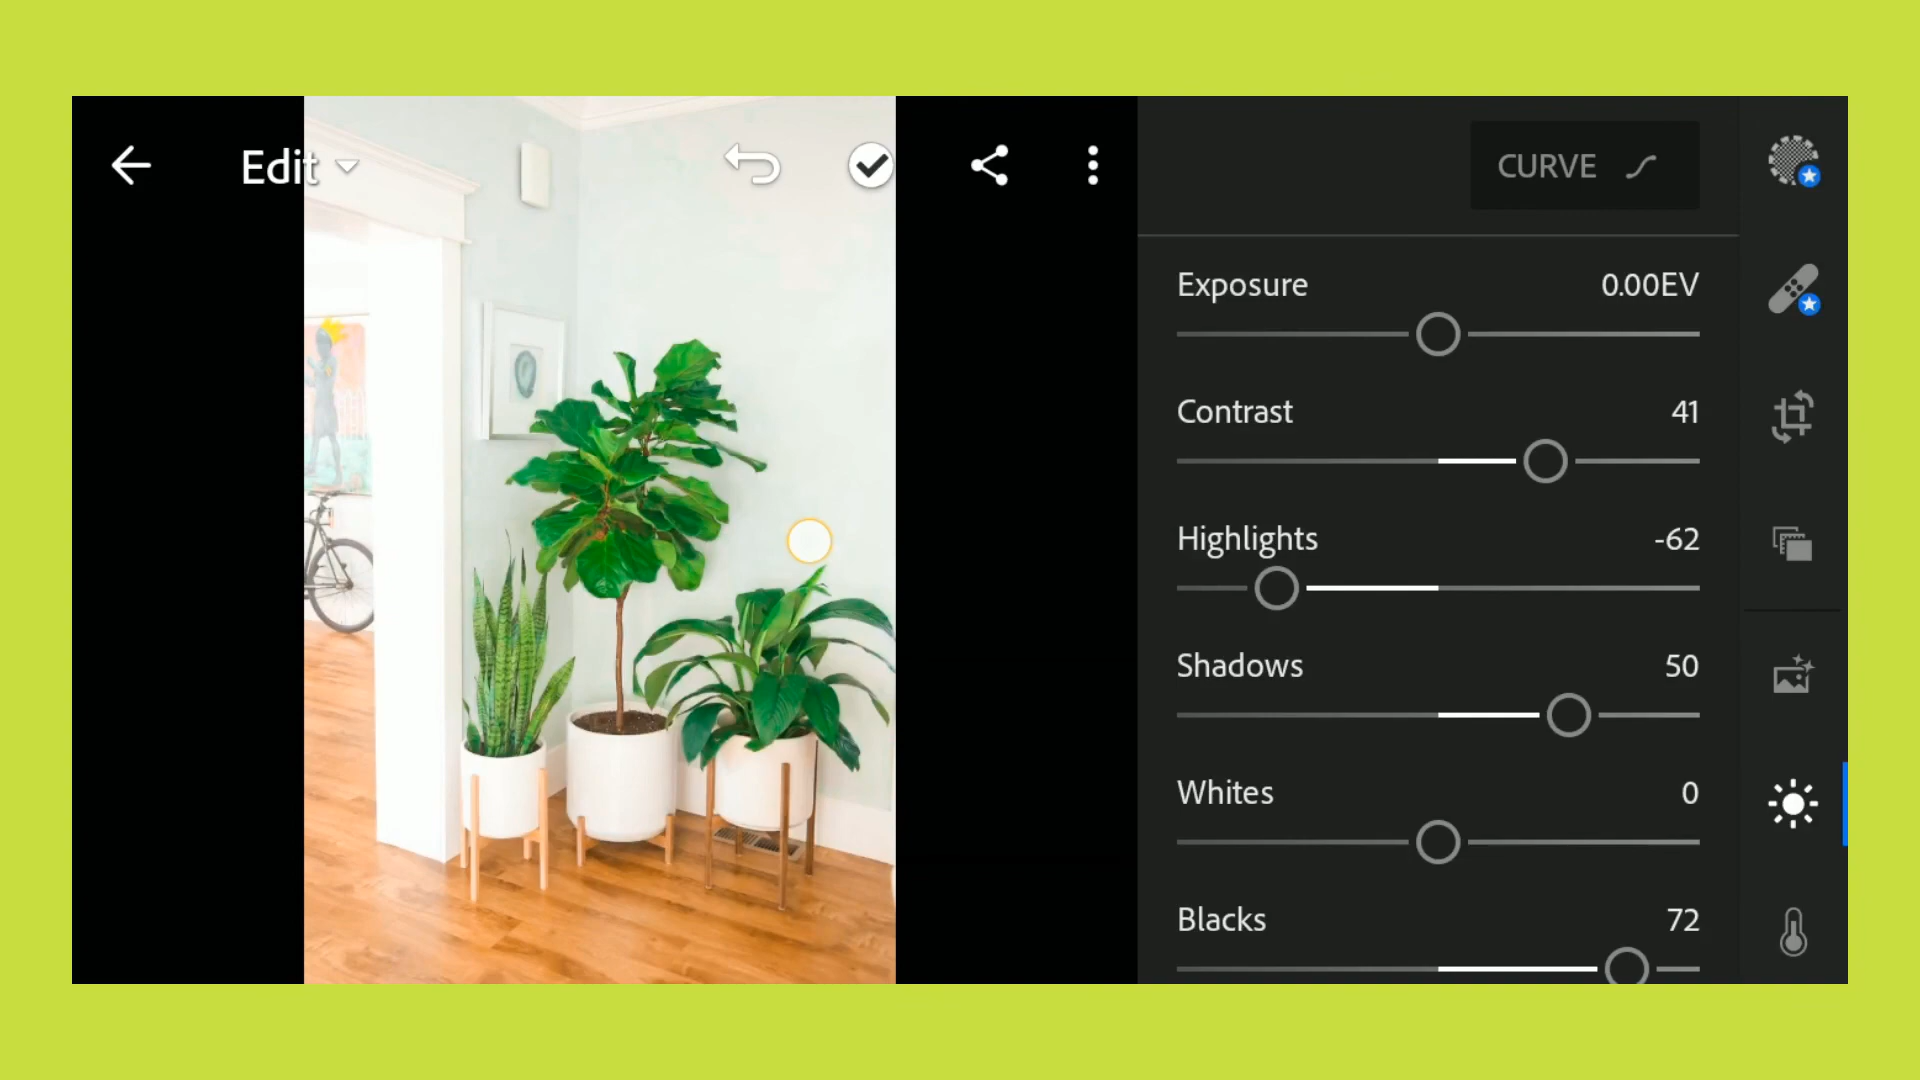 Edit
CURVE
Exposure 0.00EV
Contrast 41
Highlights -62
Shadows 50
Whites 0
Blacks 72